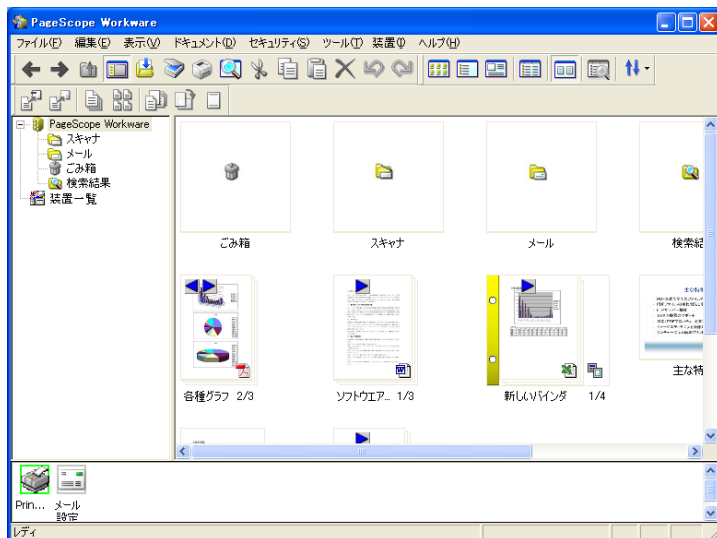 PageScope Workware
ファイル(F) 編集(E) 表示(V) ドキュメント(D) セキュリティ(S) ツール(T) 装置(I) ヘルプ(H)
PageScope Workware
スキャナ
メール
ごみ箱
検索結果
装置一覧
ごみ箱 スキャナ メール 検索結
各種グラフ 2/3 ソフトウエア... 1/3 新しいバインダ 1/4 主な特
Prin... メール
設定
レディ